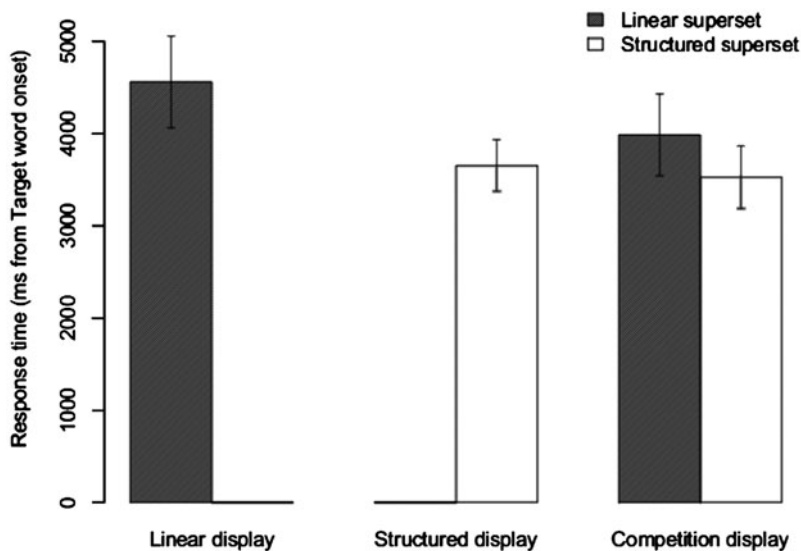 Linear superset
Structured superset
Response time (ms from Target word onset)
5000
4000
3000
2000
1000
0
Linear display
Structured display
Competition display